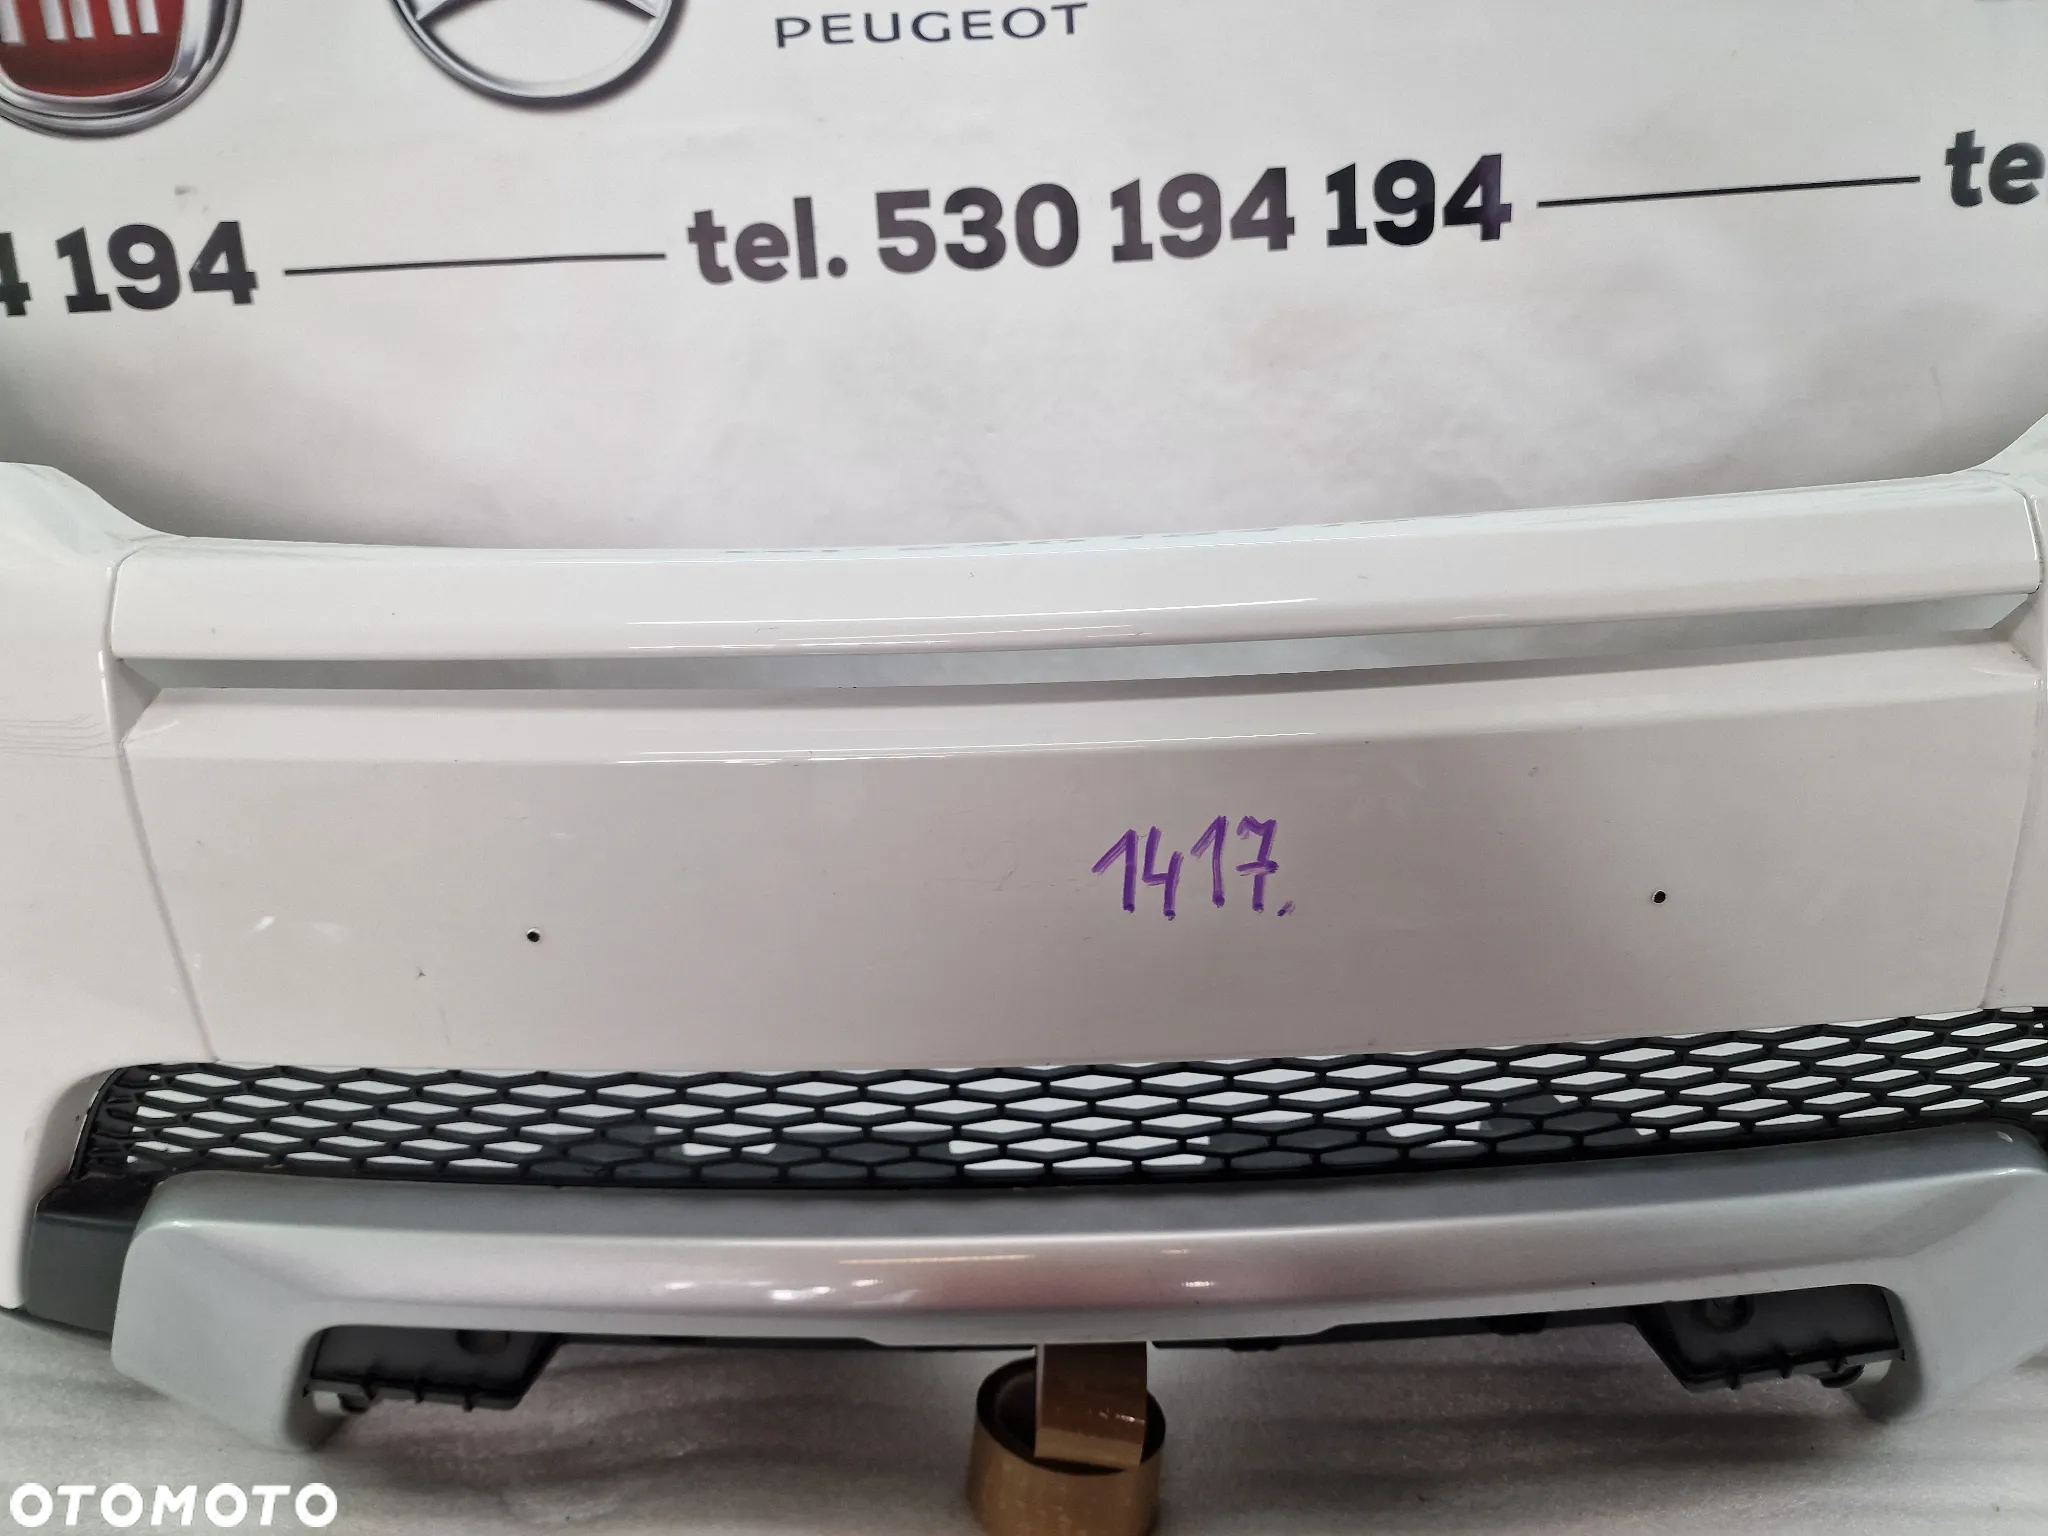 PEUGEOT
4 194 tel. 530 194 194 te
1417.
OTOMOTO